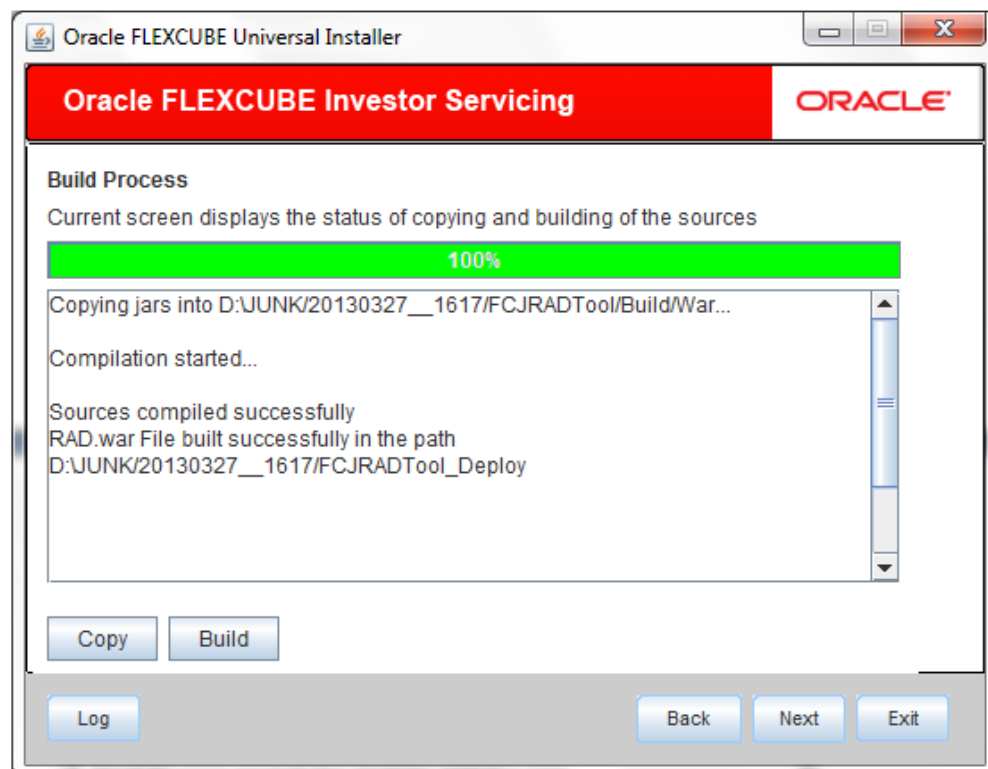 Oracle FLEXCUBE Universal Installer
Oracle FLEXCUBE Investor Servicing
ORACLE
Build Process
Current screen displays the status of copying and building of the sources
100%
Copying jars into D:\JUNK/20130327__1617/FCJRADTool/Build/War...
Compilation started...
Sources compiled successfully
RAD.war File built successfully in the path
D:\JUNK/20130327__1617/FCJRADTool_Deploy
Copy Build
Log Back Next Exit